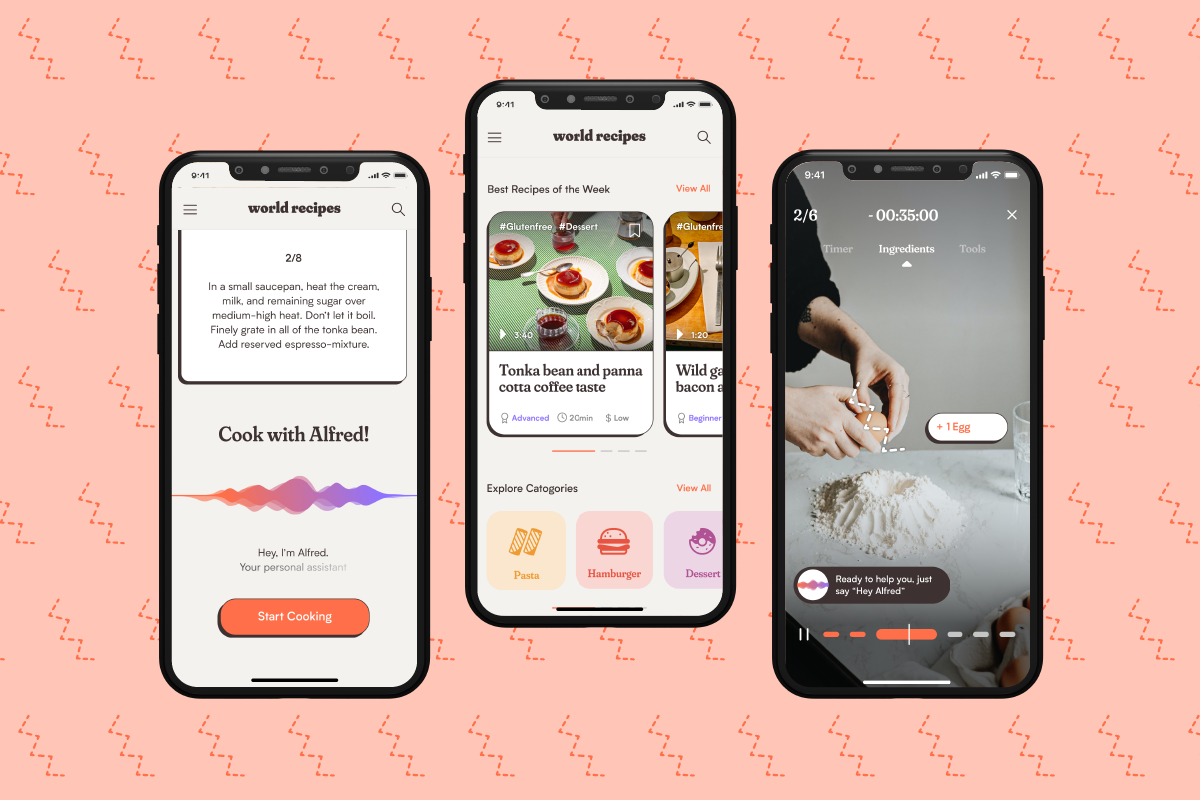 9:41
world recipes
2/8
In a small saucepan, heat the cream,
milk, and remaining sugar over
medium-high heat. Don't let it boil.
Finely grate in all of the tonka bean.
Add reserved espresso-mixture.
Cook with Alfred!
Hey, I'm Alfred.
Your personal assistant
Start Cooking
9:41
world recipes
Best Recipes of the Week
View All
#Glutenfree #Dessert
3:40
Tonka bean and panna
cotta coffee taste
Advanced
20min
$ Low
#Glutenfre
1:20
Wild ga
bacon a
Beginner
Explore Catogories
View All
Pasta
Hamburger
Dessert
9:41
2/6
- 00:35:00
Timer
Ingredients
Tools
+ 1 Egg
Ready to help you, just
say "Hey Alfred"